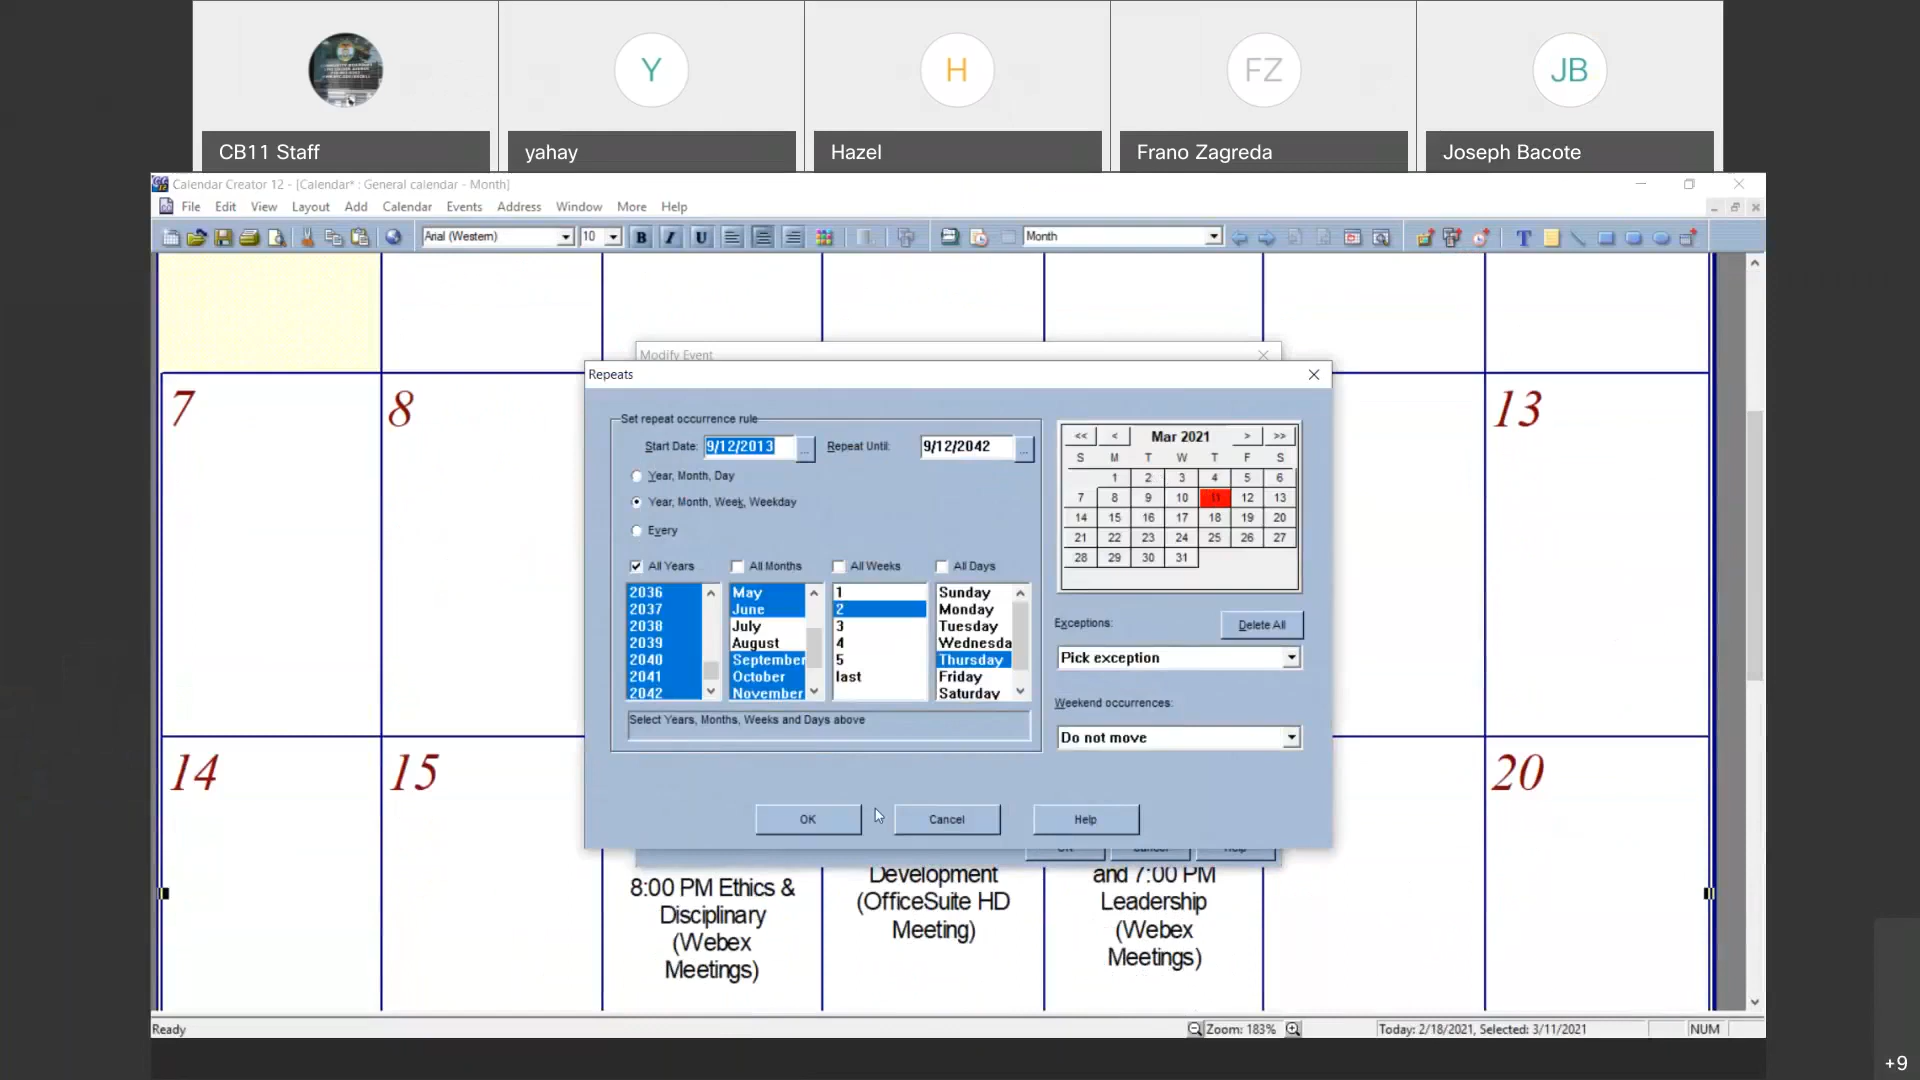 Y
H
FZ
JB
CB11 Staff
yahay
Hazel
Frano Zagreda
Joseph Bacote
Calendar Creator 12 - [Calendar* : General calendar - Month]
File Edit View Layout Add Calendar Events Address Window More Help
Arial (Western) 10 B I U Month T
Modify Event
Repeats
7
8
13
14
15
20
Set repeat occurrence rule
Start Date: 9/12/2013 ... Repeat Until: 9/12/2042 ...
Year, Month, Day
Year, Month, Week, Weekday
Every
All Years All Months All Weeks All Days
2036 May 1 Sunday
2037 June 2 Monday
2038 July 3 Tuesday
2039 August 4 Wednesda
2040 September 5 Thursday
2041 October last Friday
2042 November Saturday
Select Years, Months, Weeks and Days above
<< < Mar 2021 > >>
S M T W T F S
1 2 3 4 5 6
7 8 9 10 11 12 13
14 15 16 17 18 19 20
21 22 23 24 25 26 27
28 29 30 31
Exceptions: Delete All
Pick exception
Weekend occurrences:
Do not move
OK Cancel Help
OK Cancel Help
8:00 PM Ethics &
Disciplinary
(Webex
Meetings)
Development
(OfficeSuite HD
Meeting)
and 7:00 PM
Leadership
(Webex
Meetings)
Ready
Zoom: 183%
Today: 2/18/2021, Selected: 3/11/2021
NUM
+9